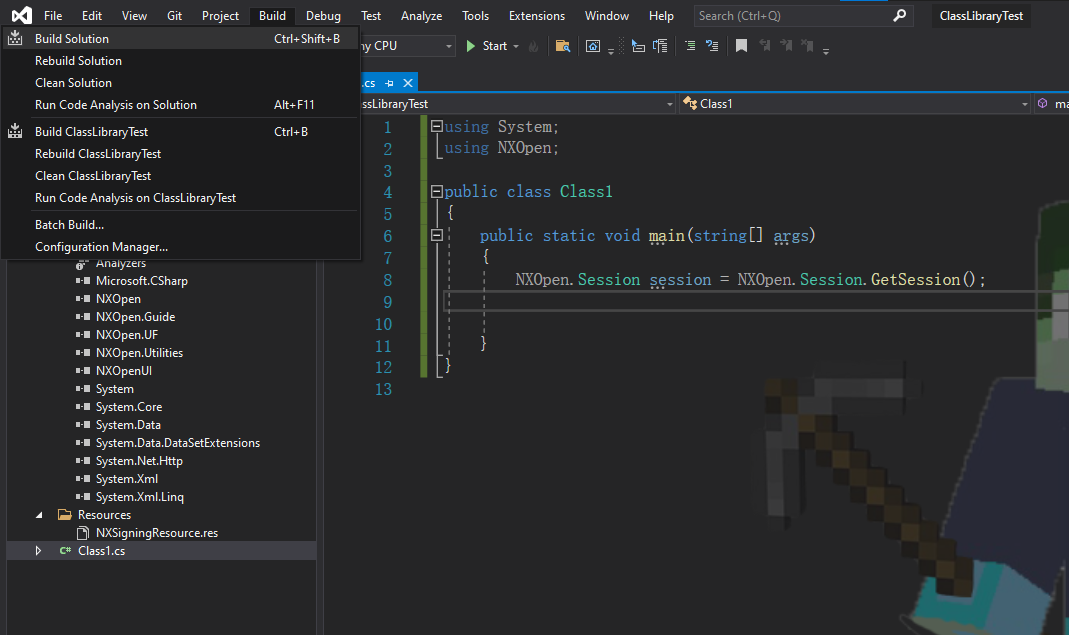 File Edit View Git Project Build Debug Test Analyze Tools Extensions Window Help Search (Ctrl+Q) ClassLibraryTest
Build Solution Ctrl+Shift+B
Rebuild Solution
Clean Solution
Run Code Analysis on Solution Alt+F11
Build ClassLibraryTest Ctrl+B
Rebuild ClassLibraryTest
Clean ClassLibraryTest
Run Code Analysis on ClassLibraryTest
Batch Build...
Configuration Manager...
ny CPU Start
.cs
ssLibraryTest Class1 ma
1 using System;
2 using NXOpen;
3
4 public class Class1
5 {
6 public static void main(string[] args)
7 {
8 NXOpen.Session session = NXOpen.Session.GetSession();
9
10
11 }
12 }
13
Analyzers
Microsoft.CSharp
NXOpen
NXOpen.Guide
NXOpen.UF
NXOpen.Utilities
NXOpenUI
System
System.Core
System.Data
System.Data.DataSetExtensions
System.Net.Http
System.Xml
System.Xml.Linq
Resources
NXSigningResource.res
C# Class1.cs